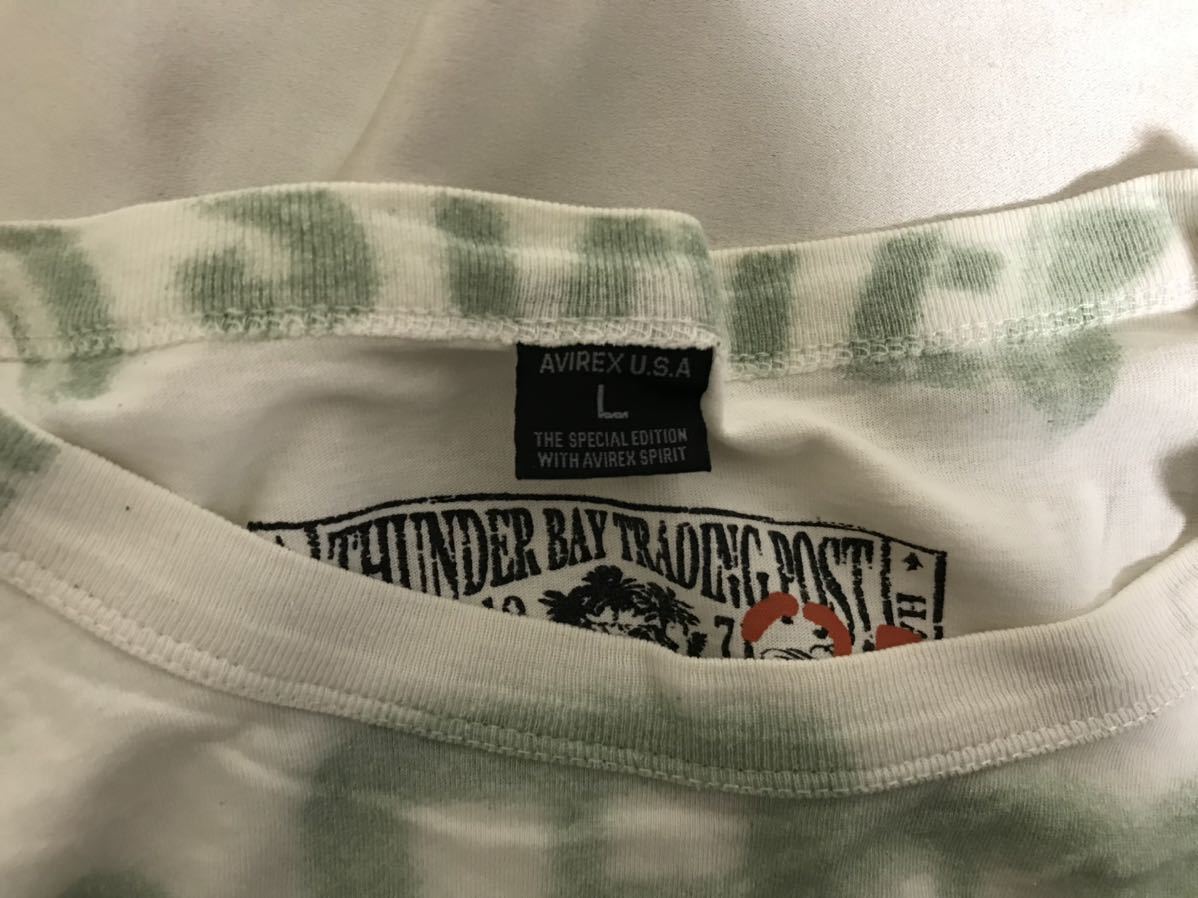 AVIREX U.S.A
L
THE SPECIAL EDITION
WITH AVIREX SPIRIT
THUNDER BAY TRADING POST